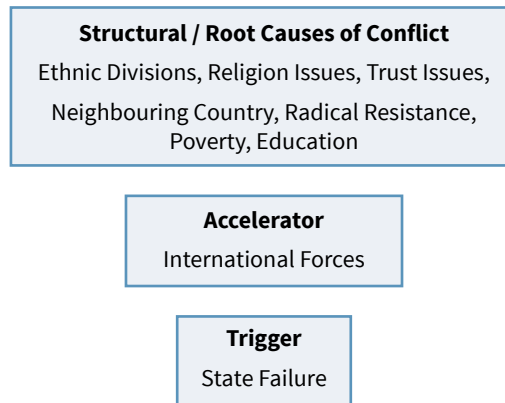 Structural / Root Causes of Conflict
Ethnic Divisions, Religion Issues, Trust Issues,
Neighbouring Country, Radical Resistance,
Poverty, Education
Accelerator
International Forces
Trigger
State Failure